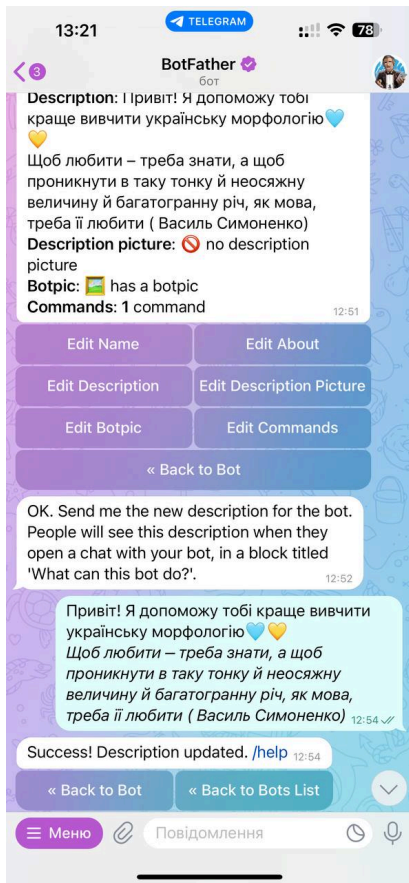 13:21
TELEGRAM
78
3
BotFather
бот
Description: Привіт! Я допоможу тобі
краще вивчити українську морфологію🩵
💛
Щоб любити – треба знати, а щоб
проникнути в таку тонку й неосяжну
величину й багатогранну річ, як мова,
треба її любити ( Василь Симоненко)
Description picture: 🚫 no description
picture
Botpic: 🖼 has a botpic
Commands: 1 command
12:51
Edit Name
Edit About
Edit Description
Edit Description Picture
Edit Botpic
Edit Commands
« Back to Bot
OK. Send me the new description for the bot.
People will see this description when they
open a chat with your bot, in a block titled
'What can this bot do?'.
12:52
Привіт! Я допоможу тобі краще вивчити
українську морфологію🩵💛
Щоб любити – треба знати, а щоб
проникнути в таку тонку й неосяжну
величину й багатогранну річ, як мова,
треба її любити ( Василь Симоненко) 12:54
Success! Description updated. /help 12:54
« Back to Bot
« Back to Bots List
Меню
Повідомлення